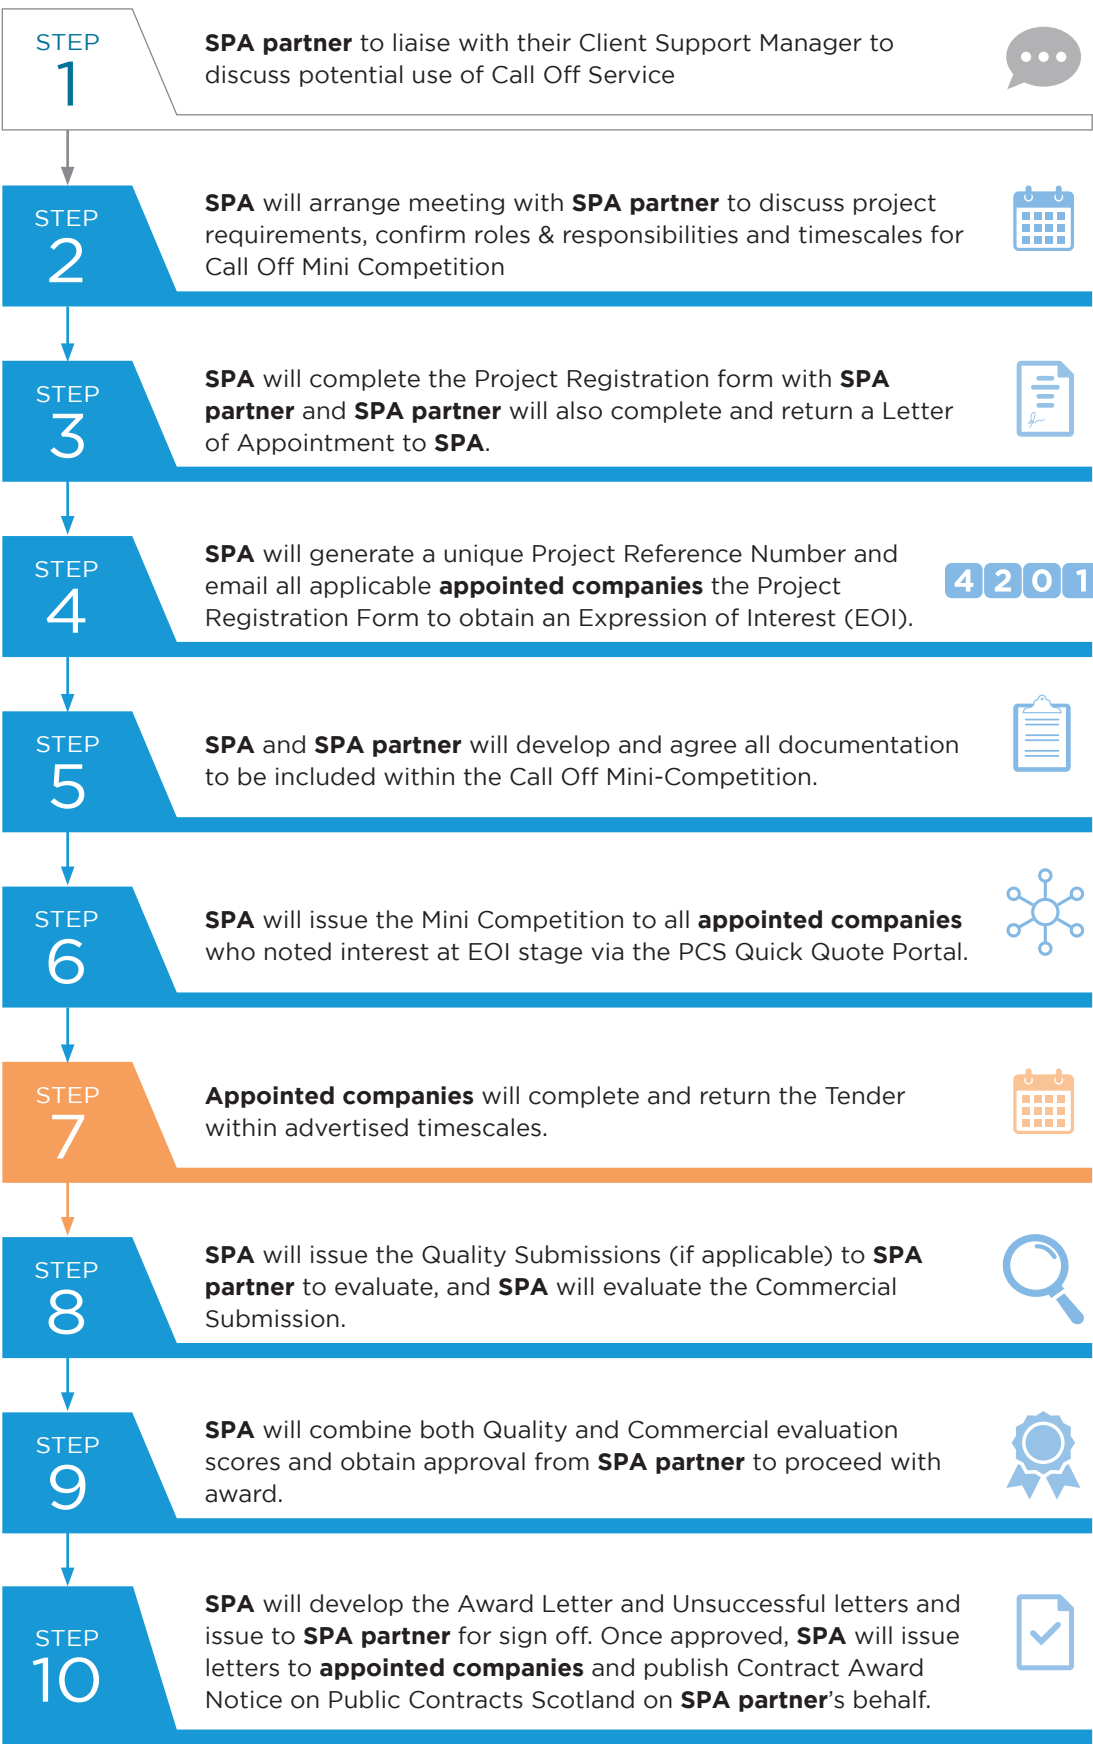 STEP
1
SPA partner to liaise with their Client Support Manager to
discuss potential use of Call Off Service
STEP
2
SPA will arrange meeting with SPA partner to discuss project
requirements, confirm roles & responsibilities and timescales for
Call Off Mini Competition
STEP
3
SPA will complete the Project Registration form with SPA
partner and SPA partner will also complete and return a Letter
of Appointment to SPA.
STEP
4
SPA will generate a unique Project Reference Number and
email all applicable appointed companies the Project
Registration Form to obtain an Expression of Interest (EOI).
4 2 0 1
STEP
5
SPA and SPA partner will develop and agree all documentation
to be included within the Call Off Mini-Competition.
STEP
6
SPA will issue the Mini Competition to all appointed companies
who noted interest at EOI stage via the PCS Quick Quote Portal.
STEP
7
Appointed companies will complete and return the Tender
within advertised timescales.
STEP
8
SPA will issue the Quality Submissions (if applicable) to SPA
partner to evaluate, and SPA will evaluate the Commercial
Submission.
STEP
9
SPA will combine both Quality and Commercial evaluation
scores and obtain approval from SPA partner to proceed with
award.
STEP
10
SPA will develop the Award Letter and Unsuccessful letters and
issue to SPA partner for sign off. Once approved, SPA will issue
letters to appointed companies and publish Contract Award
Notice on Public Contracts Scotland on SPA partner's behalf.